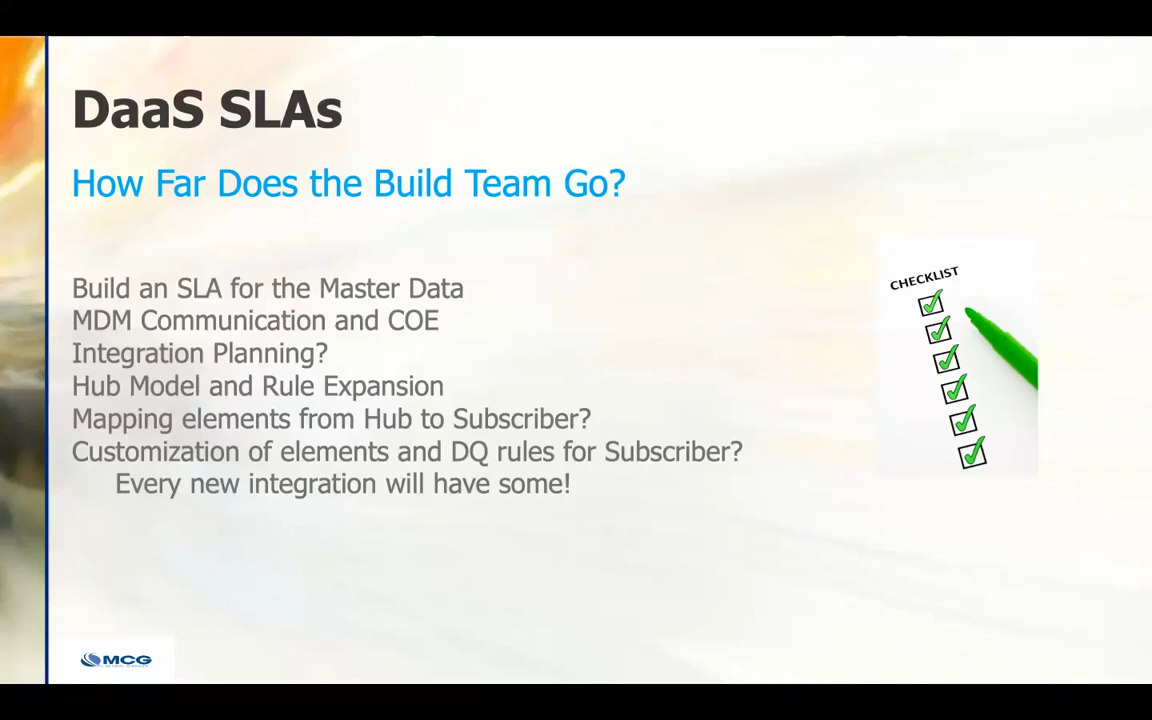 DaaS SLAs
How Far Does the Build Team Go?
Build an SLA for the Master Data
MDM Communication and COE
Integration Planning?
Hub Model and Rule Expansion
Mapping elements from Hub to Subscriber?
Customization of elements and DQ rules for Subscriber?
Every new integration will have some!
CHECKLIST
MCG